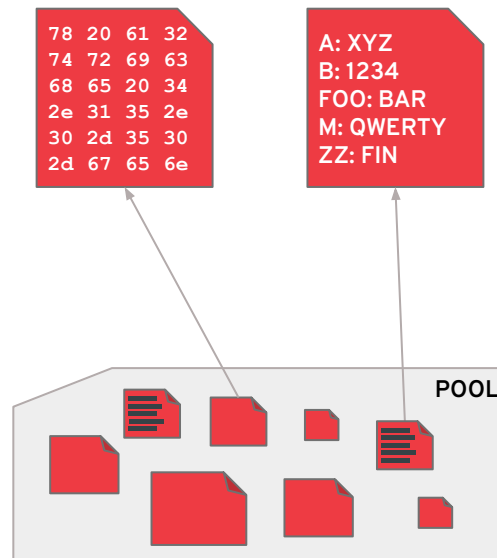 78 20 61 32
74 72 69 63
68 65 20 34
2e 31 35 2e
30 2d 35 30
2d 67 65 6e
A: XYZ
B: 1234
FOO: BAR
M: QWERTY
ZZ: FIN
POOL